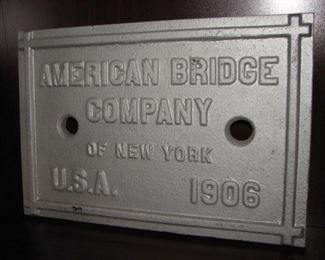 AMERICAN BRIDGE
COMPANY
OF NEW YORK
U.S.A. 1906